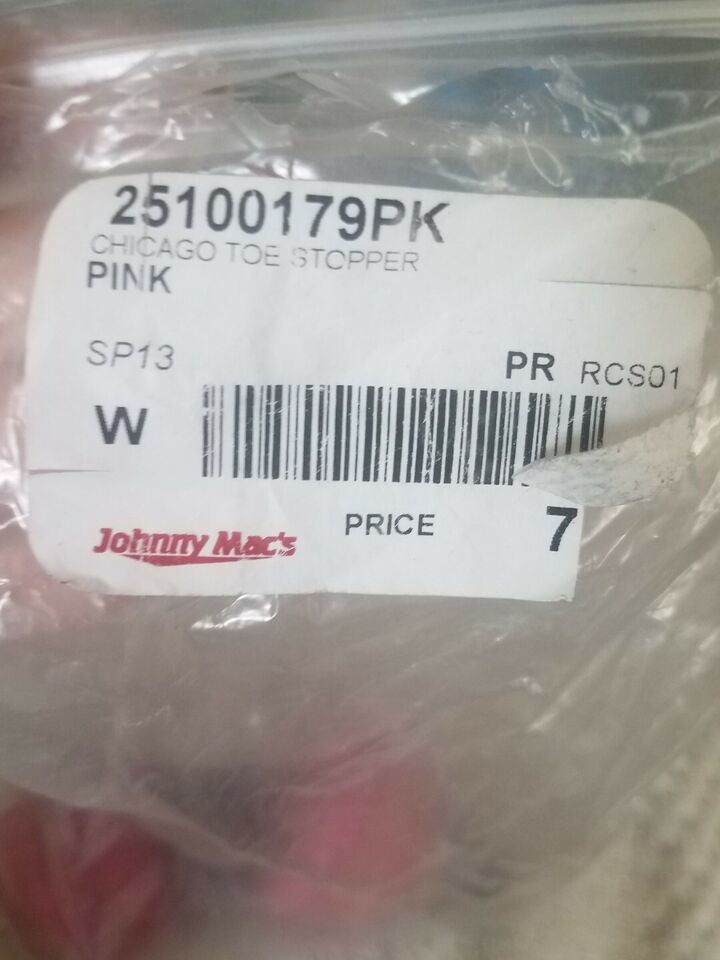 25100179PK
CHICAGO TOE STOPPER
PINK
SP13
PR RCS01
W
Johnny Mac's
PRICE 7